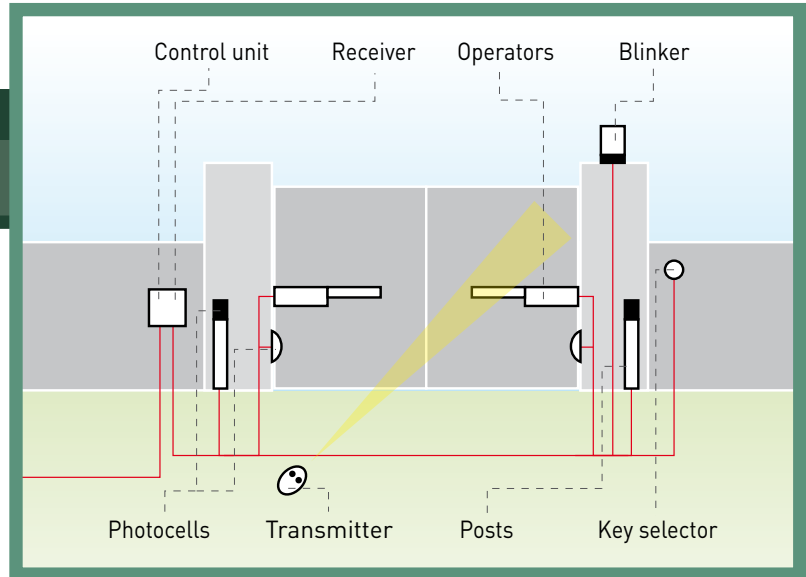 Control unit
Receiver
Operators
Blinker
Photocells
Transmitter
Posts
Key selector